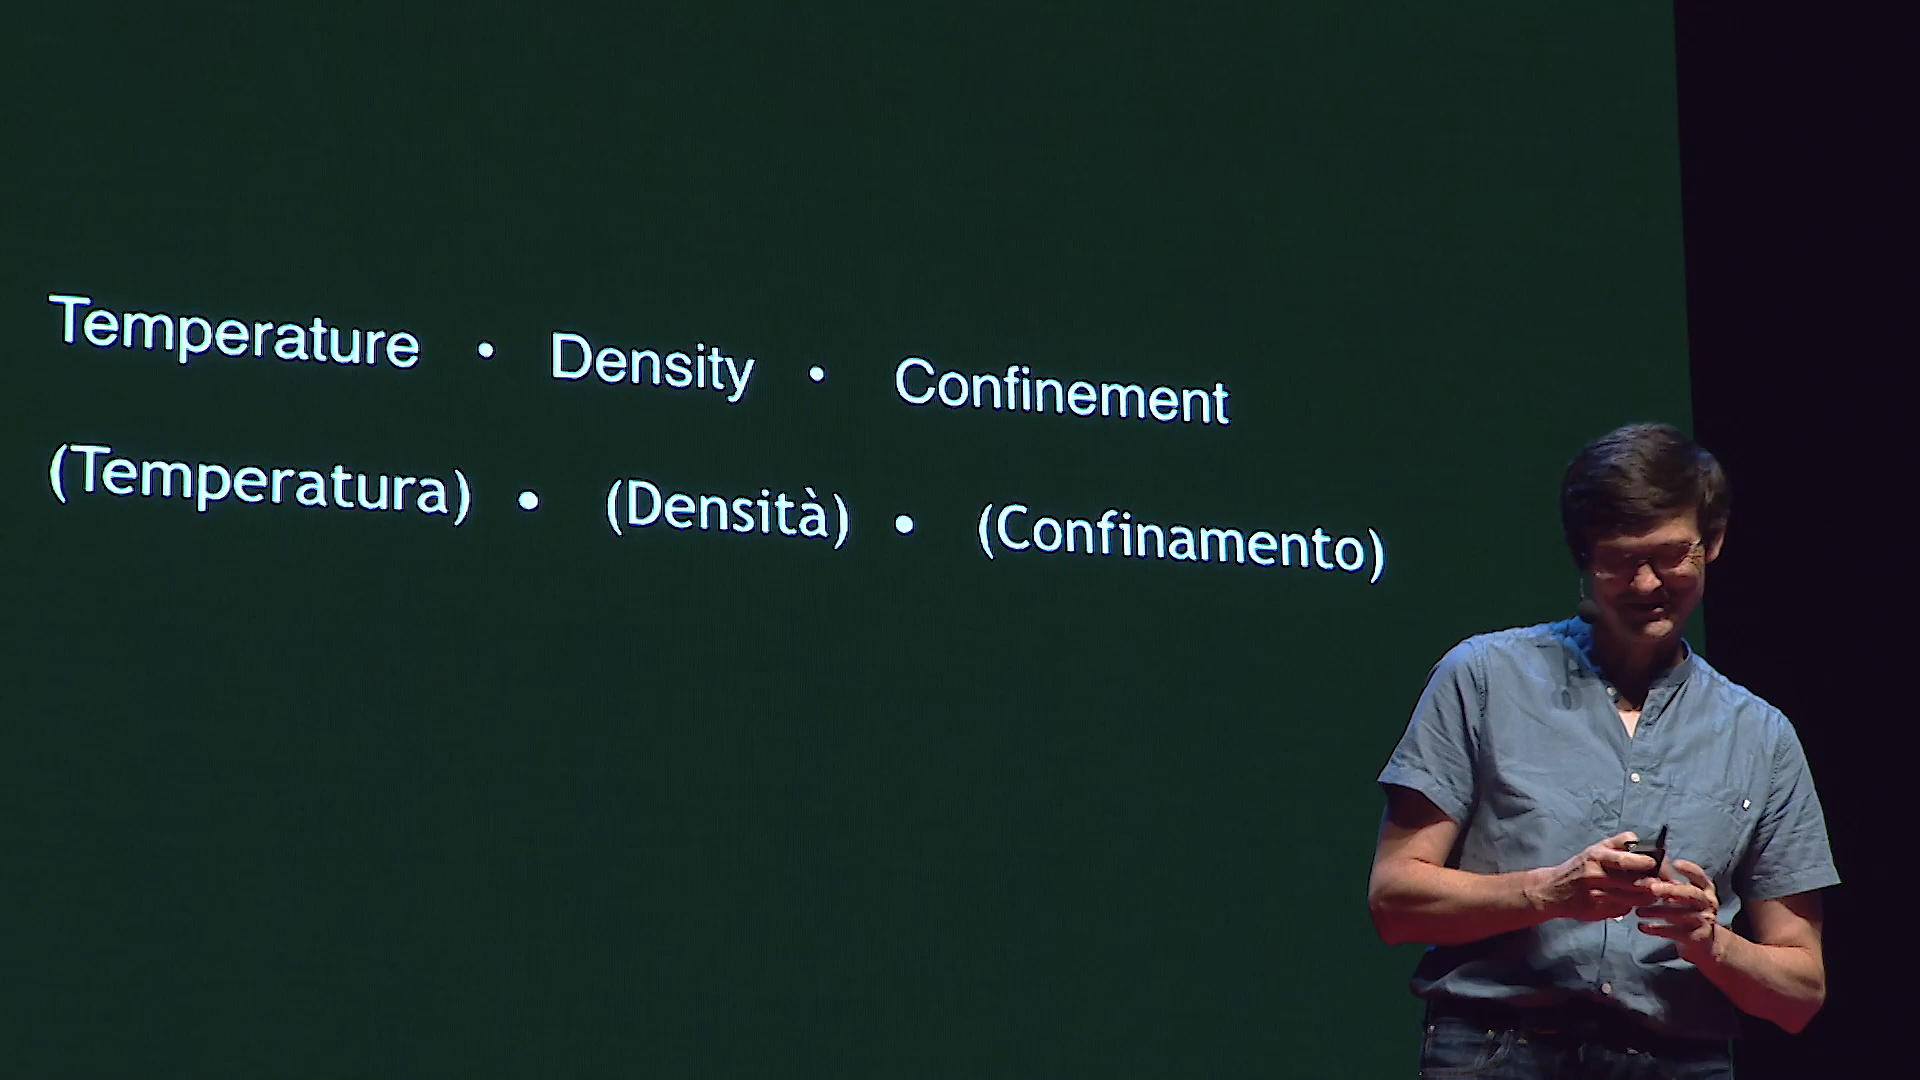 Temperature • Density • Confinement
(Temperatura) • (Densità) • (Confinamento)